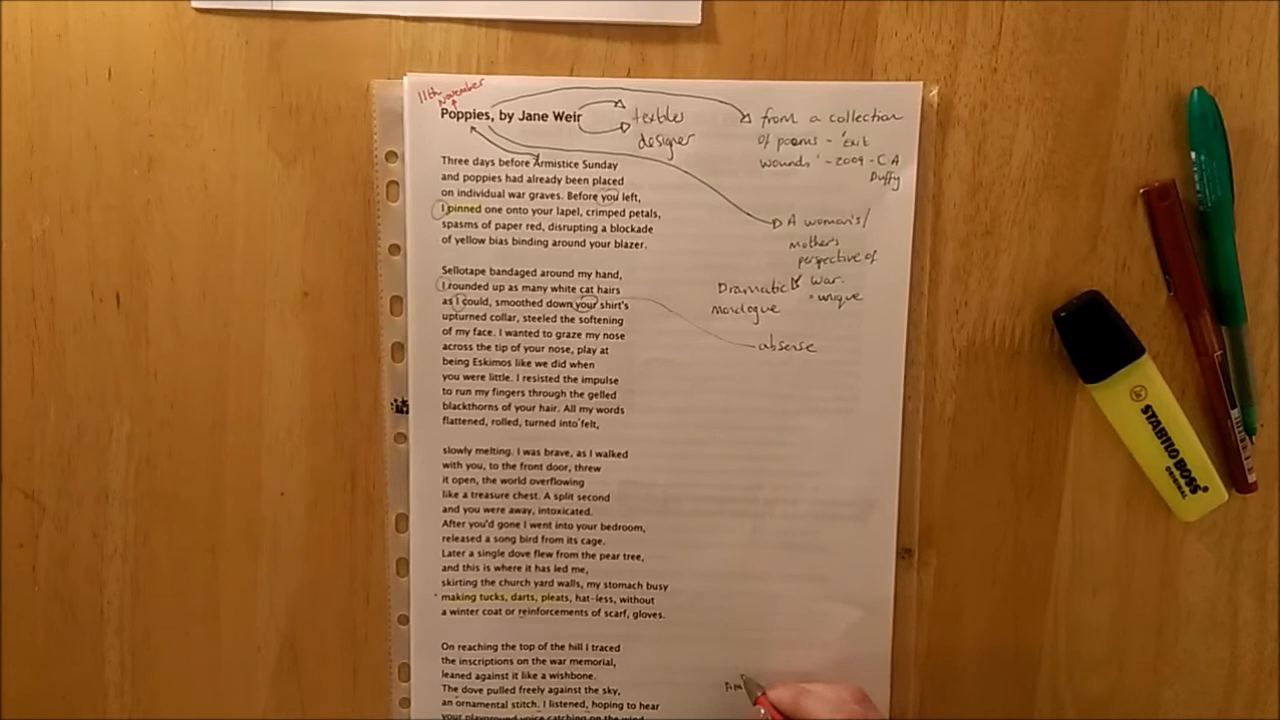 11th November
Poppies, by Jane Weir
textiles
designer
from a collection
of poems - 'exit
wounds' - 2009 - C A
Duffy
Three days before Armistice Sunday
and poppies had already been placed
on individual war graves. Before you left,
I pinned one onto your lapel, crimped petals,
spasms of paper red, disrupting a blockade
of yellow bias binding around your blazer.
A woman's/
mother's
perspective of
war.
unique
Dramatic
monologue
Sellotape bandaged around my hand,
I rounded up as many white cat hairs
as I could, smoothed down your shirt's
upturned collar, steeled the softening
of my face. I wanted to graze my nose
across the tip of your nose, play at
being Eskimos like we did when
you were little. I resisted the impulse
to run my fingers through the gelled
blackthorns of your hair. All my words
flattened, rolled, turned into felt,
absense
slowly melting. I was brave, as I walked
with you, to the front door, threw
it open, the world overflowing
like a treasure chest. A split second
and you were away, intoxicated.
After you'd gone I went into your bedroom,
released a song bird from its cage.
Later a single dove flew from the pear tree,
and this is where it has led me,
skirting the church yard walls, my stomach busy
making tucks, darts, pleats, hat-less, without
a winter coat or reinforcements of scarf, gloves.
On reaching the top of the hill I traced
the inscriptions on the war memorial,
leaned against it like a wishbone.
The dove pulled freely against the sky,
an ornamental stitch. I listened, hoping to hear
your playground voice catching on the wind.
STABILO BOSS
ORIGINAL